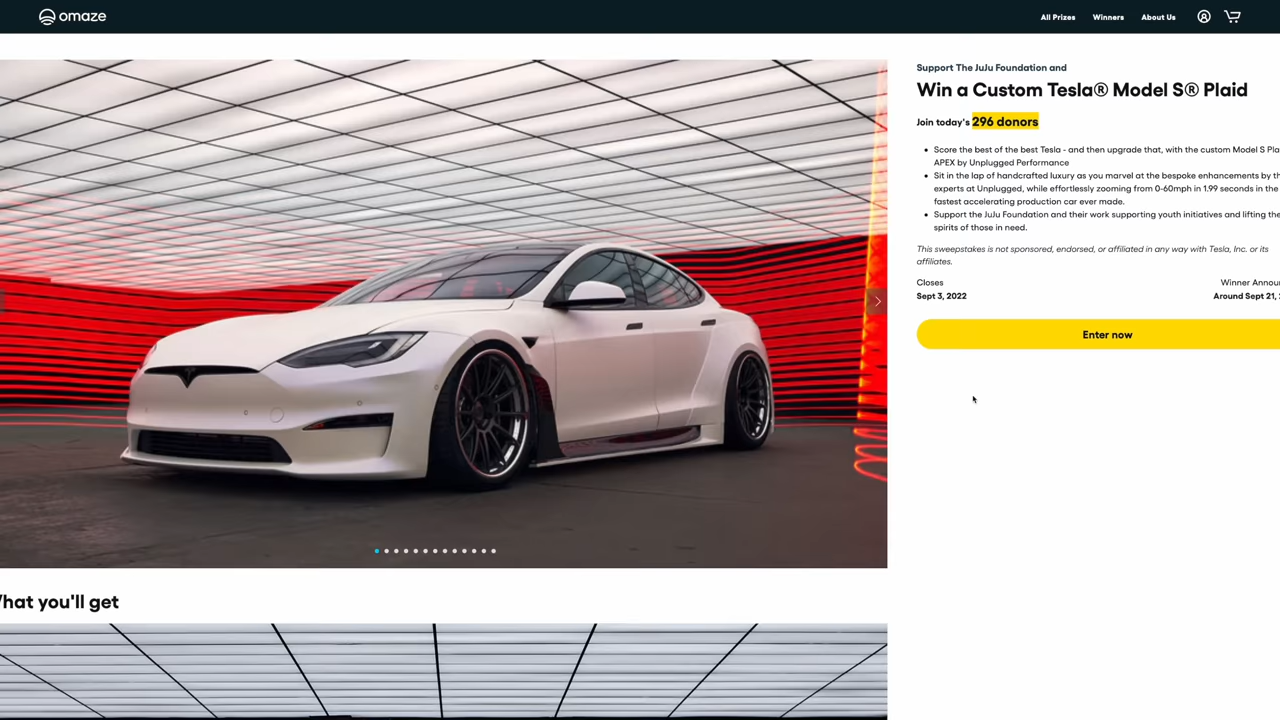 omaze
All Prizes
Winners
About Us
Support The JuJu Foundation and
Win a Custom Tesla® Model S® Plaid
Join today's 296 donors
Score the best of the best Tesla - and then upgrade that, with the custom Model S
APEX by Unplugged Performance
Sit in the lap of handcrafted luxury as you marvel at the bespoke enhancements by
experts at Unplugged, while effortlessly zooming from 0-60mph in 1.99 seconds in the
fastest accelerating production car ever made.
Support the JuJu Foundation and their work supporting youth initiatives and lifting the
spirits of those in need.
This sweepstakes is not sponsored, endorsed, or affiliated in any way with Tesla, Inc. or its
affiliates.
Closes
Winner
Sept 3, 2022
Around Sept 21,
Enter now
you'll get